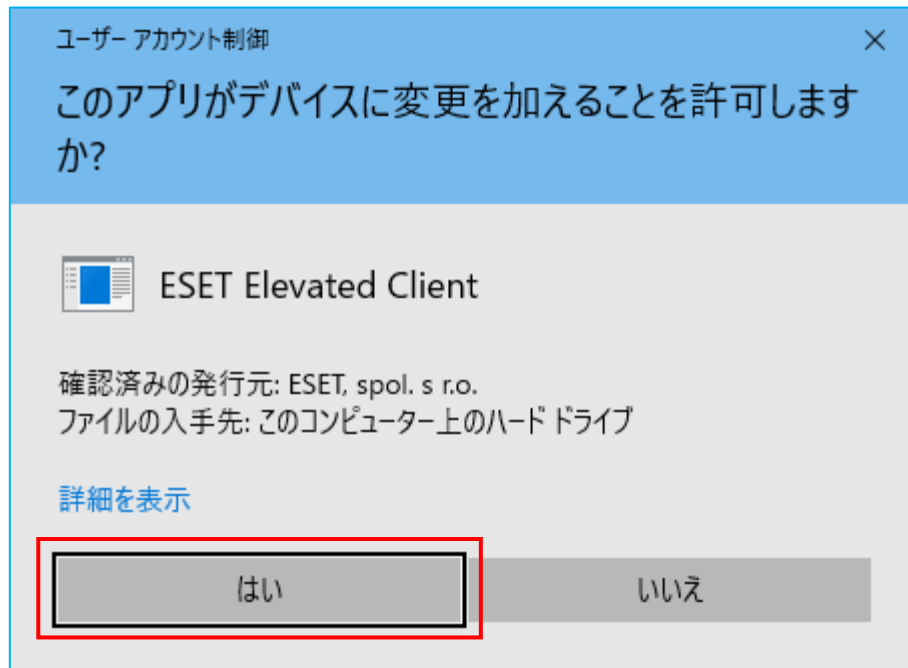 ユーザー アカウント制御
このアプリがデバイスに変更を加えることを許可します
か?
ESET Elevated Client
確認済みの発行元: ESET, spol. s r.o.
ファイルの入手先: このコンピューター上のハード ドライブ
詳細を表示
はい
いいえ